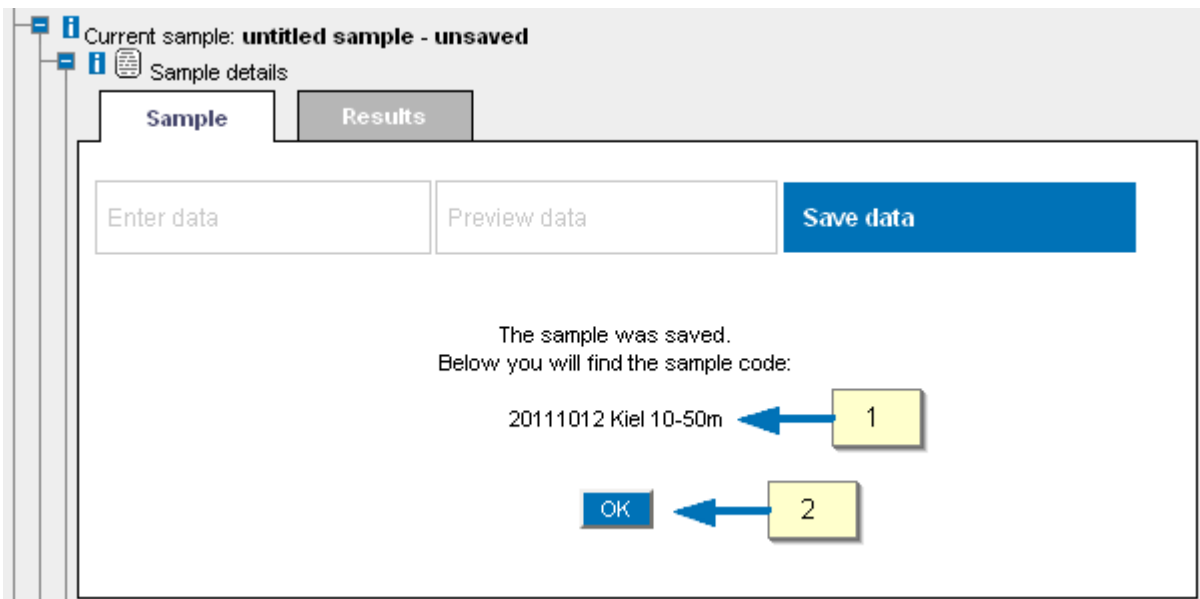 Current sample: untitled sample - unsaved
Sample details
Sample Results
Enter data Preview data Save data
The sample was saved.
Below you will find the sample code:
20111012 Kiel 10-50m 1
OK 2